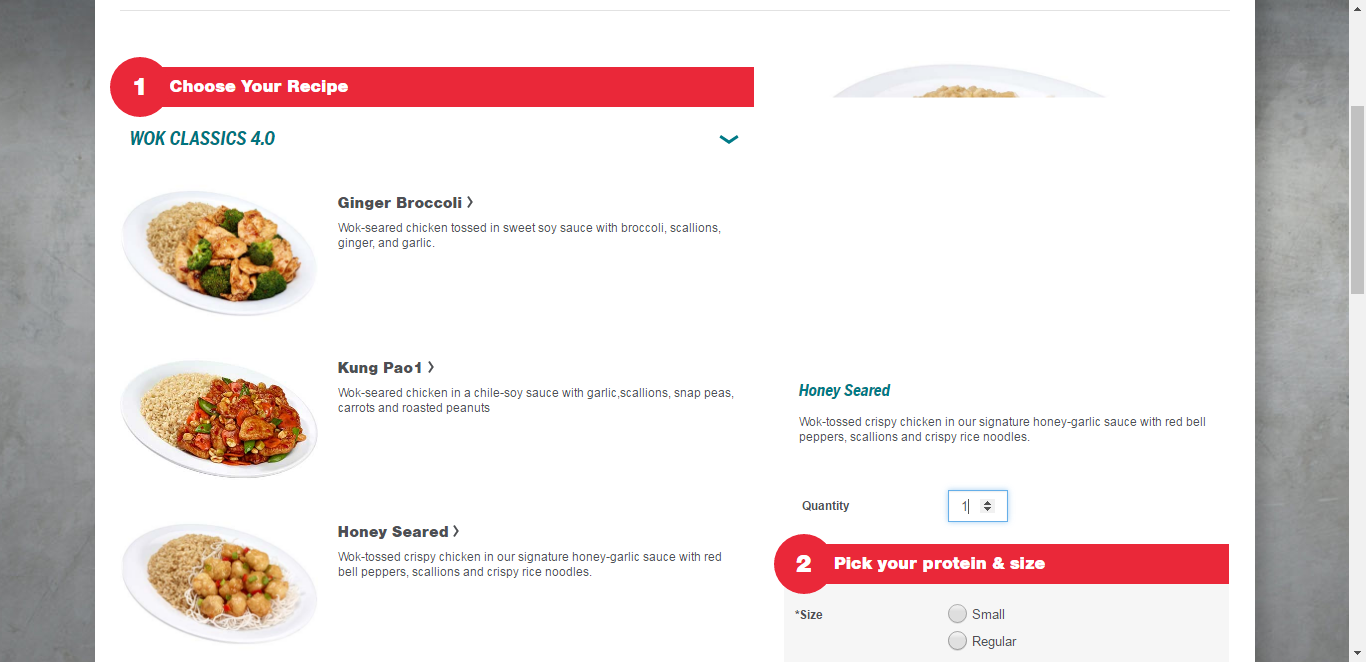 1 Choose Your Recipe
WOK CLASSICS 4.0
Ginger Broccoli >
Wok-seared chicken tossed in sweet soy sauce with broccoli, scallions,
ginger, and garlic.
Kung Pao1 >
Wok-seared chicken in a chile-soy sauce with garlic,scallions, snap peas,
carrots and roasted peanuts
Honey Seared >
Wok-tossed crispy chicken in our signature honey-garlic sauce with red
bell peppers, scallions and crispy rice noodles.
Honey Seared
Wok-tossed crispy chicken in our signature honey-garlic sauce with red bell
peppers, scallions and crispy rice noodles.
Quantity 1
2 Pick your protein & size
*Size Small
Regular